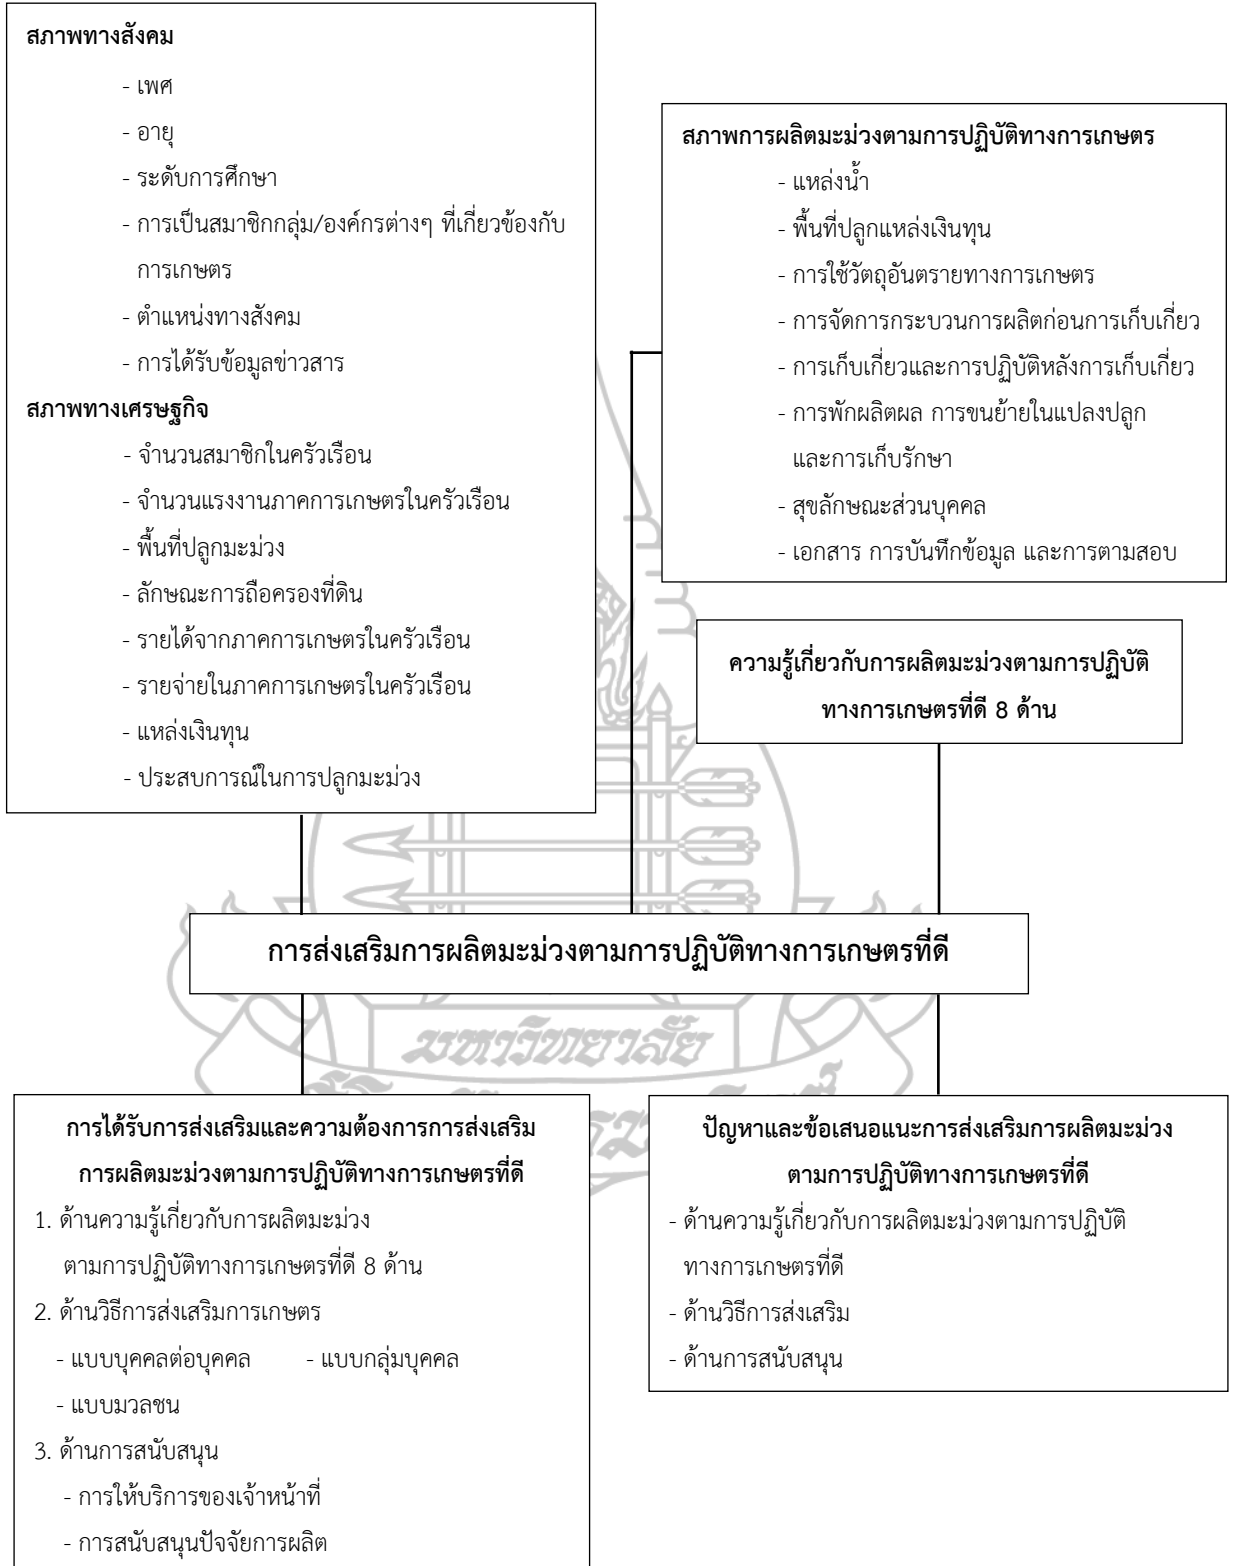 สภาพทางสังคม
- เพศ
- อายุ
- ระดับการศึกษา
- การเป็นสมาชิกกลุ่ม/องค์กรต่างๆ ที่เกี่ยวข้องกับ
การเกษตร
- ตำแหน่งทางสังคม
- การได้รับข้อมูลข่าวสาร
สภาพทางเศรษฐกิจ
- จำนวนสมาชิกในครัวเรือน
- จำนวนแรงงานภาคการเกษตรในครัวเรือน
- พื้นที่ปลูกมะม่วง
- ลักษณะการถือครองที่ดิน
- รายได้จากภาคการเกษตรในครัวเรือน
- รายจ่ายในภาคการเกษตรในครัวเรือน
- แหล่งเงินทุน
- ประสบการณ์ในการปลูกมะม่วง
สภาพการผลิตมะม่วงตามการปฏิบัติทางการเกษตร
- แหล่งน้ำ
- พื้นที่ปลูกแหล่งเงินทุน
- การใช้วัตถุอันตรายทางการเกษตร
- การจัดการกระบวนการผลิตก่อนการเก็บเกี่ยว
- การเก็บเกี่ยวและการปฏิบัติหลังการเก็บเกี่ยว
- การพักผลิตผล การขนย้ายในแปลงปลูก
และการเก็บรักษา
- สุขลักษณะส่วนบุคคล
- เอกสาร การบันทึกข้อมูล และการตามสอบ
ความรู้เกี่ยวกับการผลิตมะม่วงตามการปฏิบัติ
ทางการเกษตรที่ดี 8 ด้าน
การส่งเสริมการผลิตมะม่วงตามการปฏิบัติทางการเกษตรที่ดี
มหาวิทยาลัย
การได้รับการส่งเสริมและความต้องการการส่งเสริม
การผลิตมะม่วงตามการปฏิบัติทางการเกษตรที่ดี
1. ด้านความรู้เกี่ยวกับการผลิตมะม่วง
ตามการปฏิบัติทางการเกษตรที่ดี 8 ด้าน
2. ด้านวิธีการส่งเสริมการเกษตร
- แบบบุคคลต่อบุคคล - แบบกลุ่มบุคคล
- แบบมวลชน
3. ด้านการสนับสนุน
- การให้บริการของเจ้าหน้าที่
- การสนับสนุนปัจจัยการผลิต
ปัญหาและข้อเสนอแนะการส่งเสริมการผลิตมะม่วง
ตามการปฏิบัติทางการเกษตรที่ดี
- ด้านความรู้เกี่ยวกับการผลิตมะม่วงตามการปฏิบัติ
ทางการเกษตรที่ดี
- ด้านวิธีการส่งเสริม
- ด้านการสนับสนุน